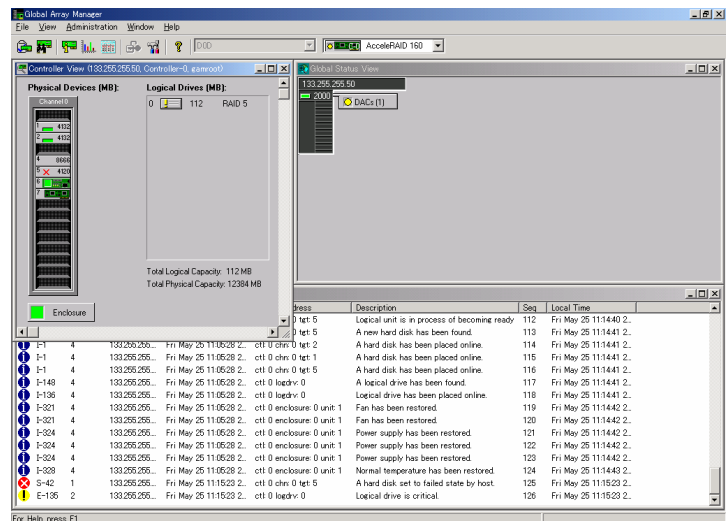 Global Array Manager
File View Administration Window Help
D0D
AcceleRAID 160
Controller View (133.255.255.50, Controller-0, gamroot)
Physical Devices (MB):
Logical Drives (MB):
Channel 0
1 4132
2 4132
4 8666
5 4120
6
7
0 112 RAID 5
Total Logical Capacity: 112 MB
Total Physical Capacity: 12384 MB
Enclosure
Global Status View
133.255.255.50
2000
DACs (1)
dress Description Seq Local Time
0 tgt: 5 Logical unit is in process of becoming ready 112 Fri May 25 11:14:40 2..
0 tgt: 5 A new hard disk has been found. 113 Fri May 25 11:14:41 2..
I-1 4 133.255.255... Fri May 25 11:05:28 2... ctl: 0 chn: 0 tgt: 2 A hard disk has been placed online. 114 Fri May 25 11:14:41 2..
I-1 4 133.255.255... Fri May 25 11:05:28 2... ctl: 0 chn: 0 tgt: 1 A hard disk has been placed online. 115 Fri May 25 11:14:41 2..
I-1 4 133.255.255... Fri May 25 11:05:28 2... ctl: 0 chn: 0 tgt: 5 A hard disk has been placed online. 116 Fri May 25 11:14:41 2..
I-148 4 133.255.255... Fri May 25 11:05:28 2... ctl: 0 logdrv: 0 A logical drive has been found. 117 Fri May 25 11:14:41 2..
I-136 4 133.255.255... Fri May 25 11:05:28 2... ctl: 0 logdrv: 0 Logical drive has been placed online. 118 Fri May 25 11:14:41 2..
I-321 4 133.255.255... Fri May 25 11:05:28 2... ctl: 0 enclosure: 0 unit: 1 Fan has been restored. 119 Fri May 25 11:14:42 2..
I-321 4 133.255.255... Fri May 25 11:05:28 2... ctl: 0 enclosure: 0 unit: 1 Fan has been restored. 120 Fri May 25 11:14:42 2..
I-324 4 133.255.255... Fri May 25 11:05:28 2... ctl: 0 enclosure: 0 unit: 1 Power supply has been restored. 121 Fri May 25 11:14:42 2..
I-324 4 133.255.255... Fri May 25 11:05:28 2... ctl: 0 enclosure: 0 unit: 1 Power supply has been restored. 122 Fri May 25 11:14:42 2..
I-324 4 133.255.255... Fri May 25 11:05:28 2... ctl: 0 enclosure: 0 unit: 1 Power supply has been restored. 123 Fri May 25 11:14:42 2..
I-328 4 133.255.255... Fri May 25 11:05:28 2... ctl: 0 enclosure: 0 unit: 1 Normal temperature has been restored. 124 Fri May 25 11:14:43 2..
S-42 1 133.255.255... Fri May 25 11:15:23 2... ctl: 0 chn: 0 tgt: 5 A hard disk set to failed state by host. 125 Fri May 25 11:15:23 2..
E-135 2 133.255.255... Fri May 25 11:15:23 2... ctl: 0 logdrv: 0 Logical drive is critical. 126 Fri May 25 11:15:23 2..
For Help, press F1